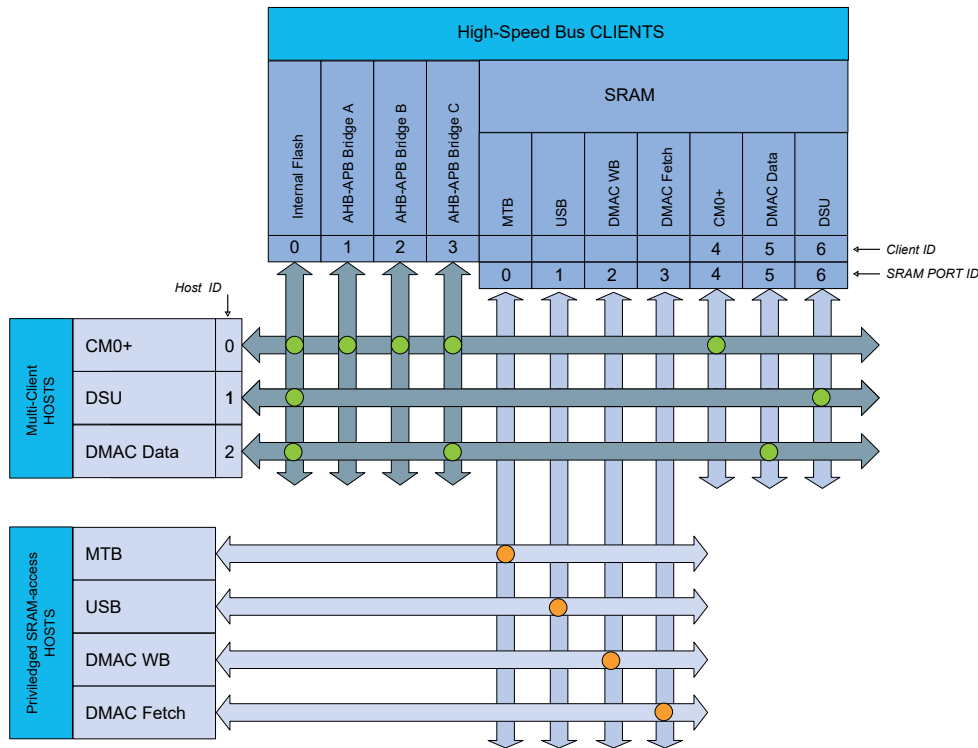 High-Speed Bus CLIENTS
Internal Flash
AHB-APB Bridge A
AHB-APB Bridge B
AHB-APB Bridge C
SRAM
MTB
USB
DMAC WB
DMAC Fetch
CM0+
DMAC Data
DSU
0 1 2 3 4 5 6 Client ID
0 1 2 3 4 5 6 SRAM PORT ID
Host ID
Multi-Client
HOSTS
CM0+ 0
DSU 1
DMAC Data 2
Priviledged SRAM-access
HOSTS
MTB
USB
DMAC WB
DMAC Fetch